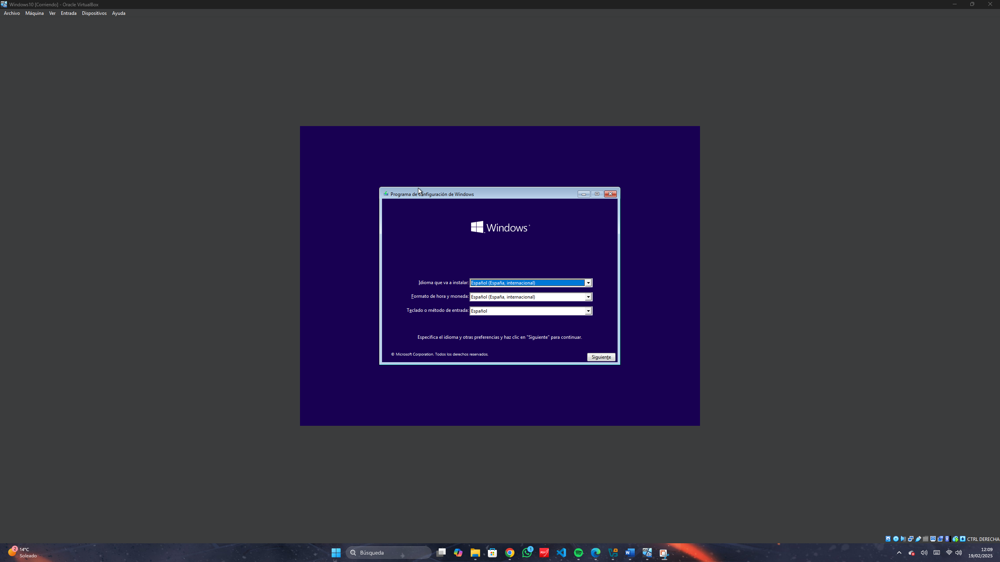 Windows10 [Corriendo] - Oracle VirtualBox
Archivo Máquina Ver Entrada Dispositivos Ayuda
Programa de configuración de Windows
Windows
Idioma que va a instalar: Español (España, internacional)
Formato de hora y moneda: Español (España, internacional)
Teclado o método de entrada: Español
Especifica el idioma y otras preferencias y haz clic en "Siguiente" para continuar.
© Microsoft Corporation. Todos los derechos reservados.
Siguiente
CTRL DERECHA
2
14°C
Soleado
Búsqueda
1
PDF
12:09
19/02/2025